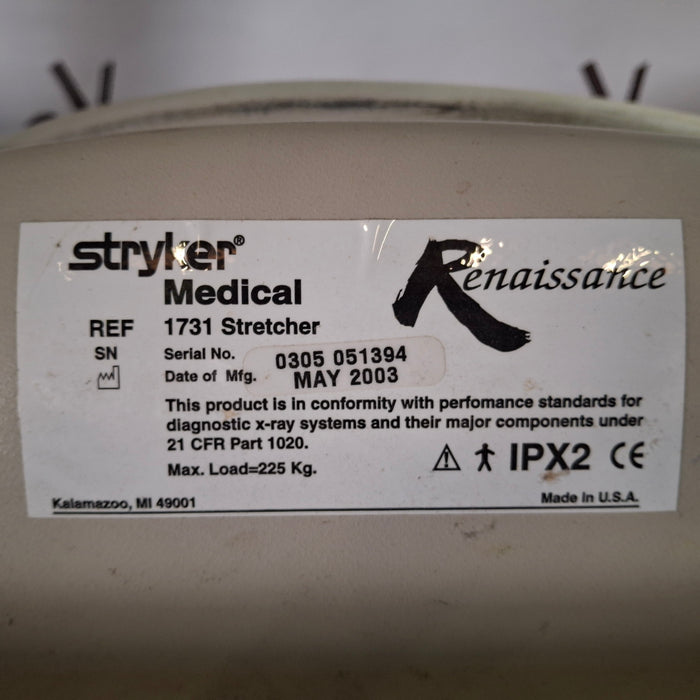 stryker®
Medical
Renaissance
REF 1731 Stretcher
SN Serial No. 0305 051394
Date of Mfg. MAY 2003
This product is in conformity with perfomance standards for
diagnostic x-ray systems and their major components under
21 CFR Part 1020.
Max. Load=225 Kg.
IPX2 CE
Kalamazoo, MI 49001
Made in U.S.A.